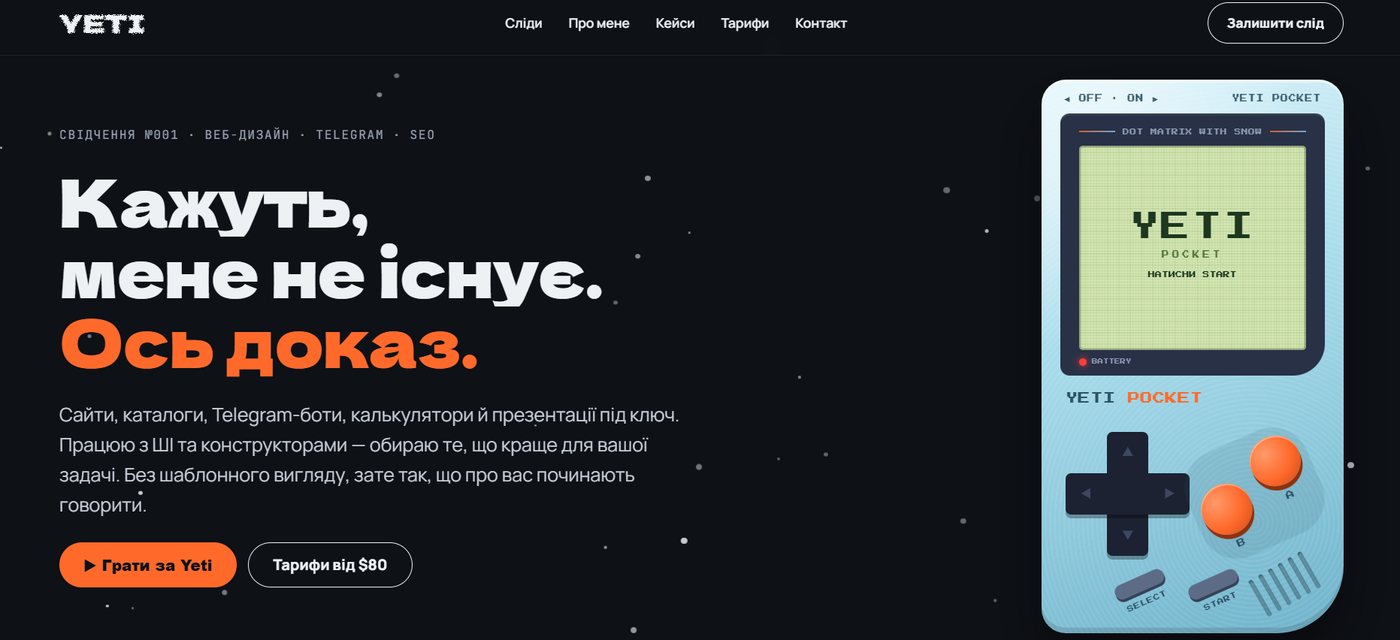 YETI
Сліди
Про мене
Кейси
Тарифи
Контакт
Залишити слід
СВІДЧЕННЯ №001 · ВЕБ-ДИЗАЙН · TELEGRAM · SEO
Кажуть,
мене не існує.
Ось доказ.
Сайти, каталоги, Telegram-боти, калькулятори й презентації під ключ.
Працюю з ШІ та конструкторами — обираю те, що краще для вашої
задачі. Без шаблонного вигляду, зате так, що про вас починають
говорити.
▶ Грати за Yeti
Тарифи від $80
◂ OFF · ON ▸
YETI POCKET
DOT MATRIX WITH SNOW
YETI
POCKET
НАТИСНИ START
BATTERY
YETI POCKET
A
B
SELECT
START